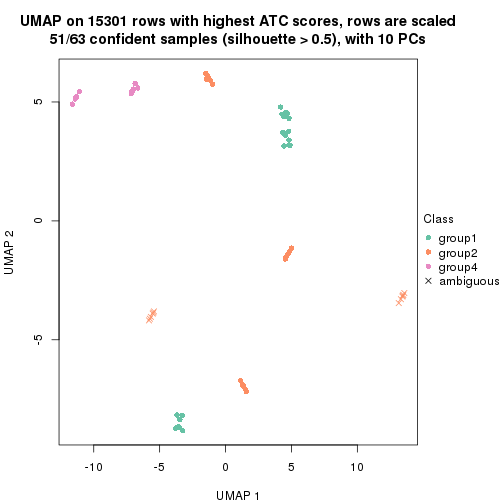 UMAP on 15301 rows with highest ATC scores, rows are scaled
51/63 confident samples (silhouette > 0.5), with 10 PCs
5
0
-5
UMAP 2
-10
-5
0
5
10
UMAP 1
Class
group1
group2
group4
ambiguous